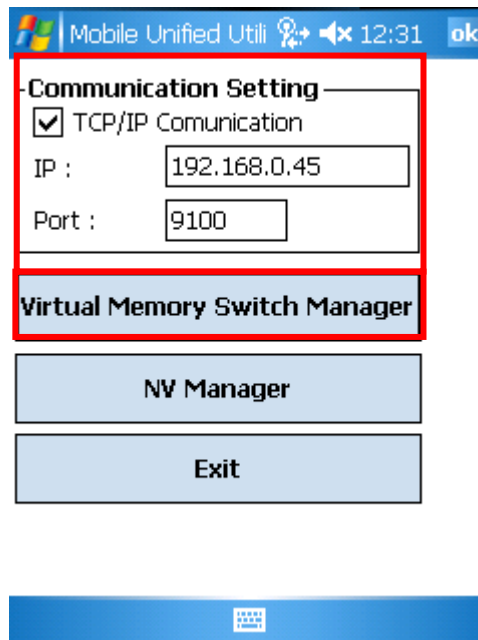 Mobile Unified Utili 12:31 ok
Communication Setting
TCP/IP Comunication
IP : 192.168.0.45
Port : 9100
Virtual Memory Switch Manager
NV Manager
Exit